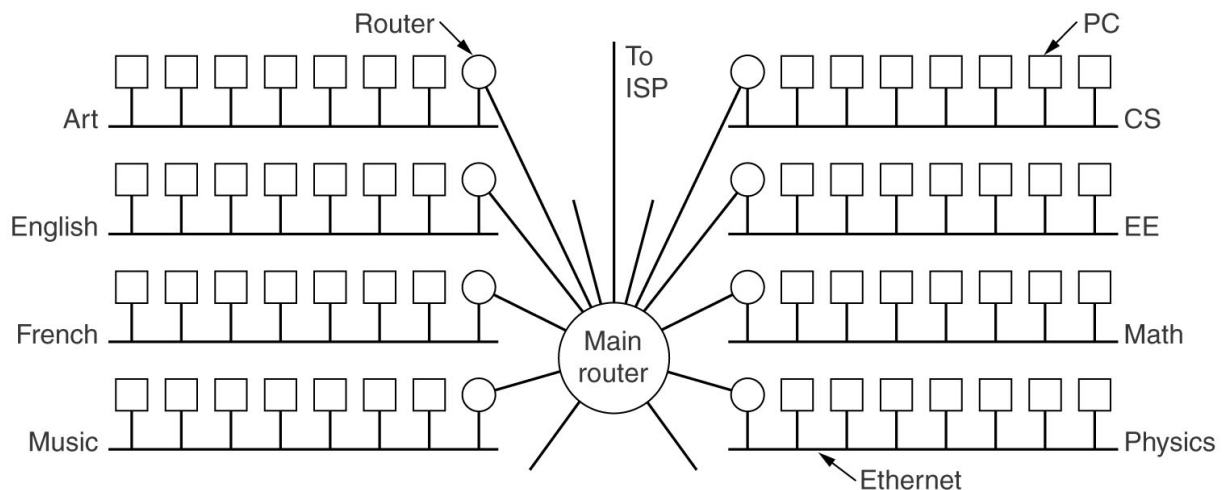 Router
To
ISP
PC
Art
CS
English
EE
French
Main
router
Math
Music
Physics
Ethernet